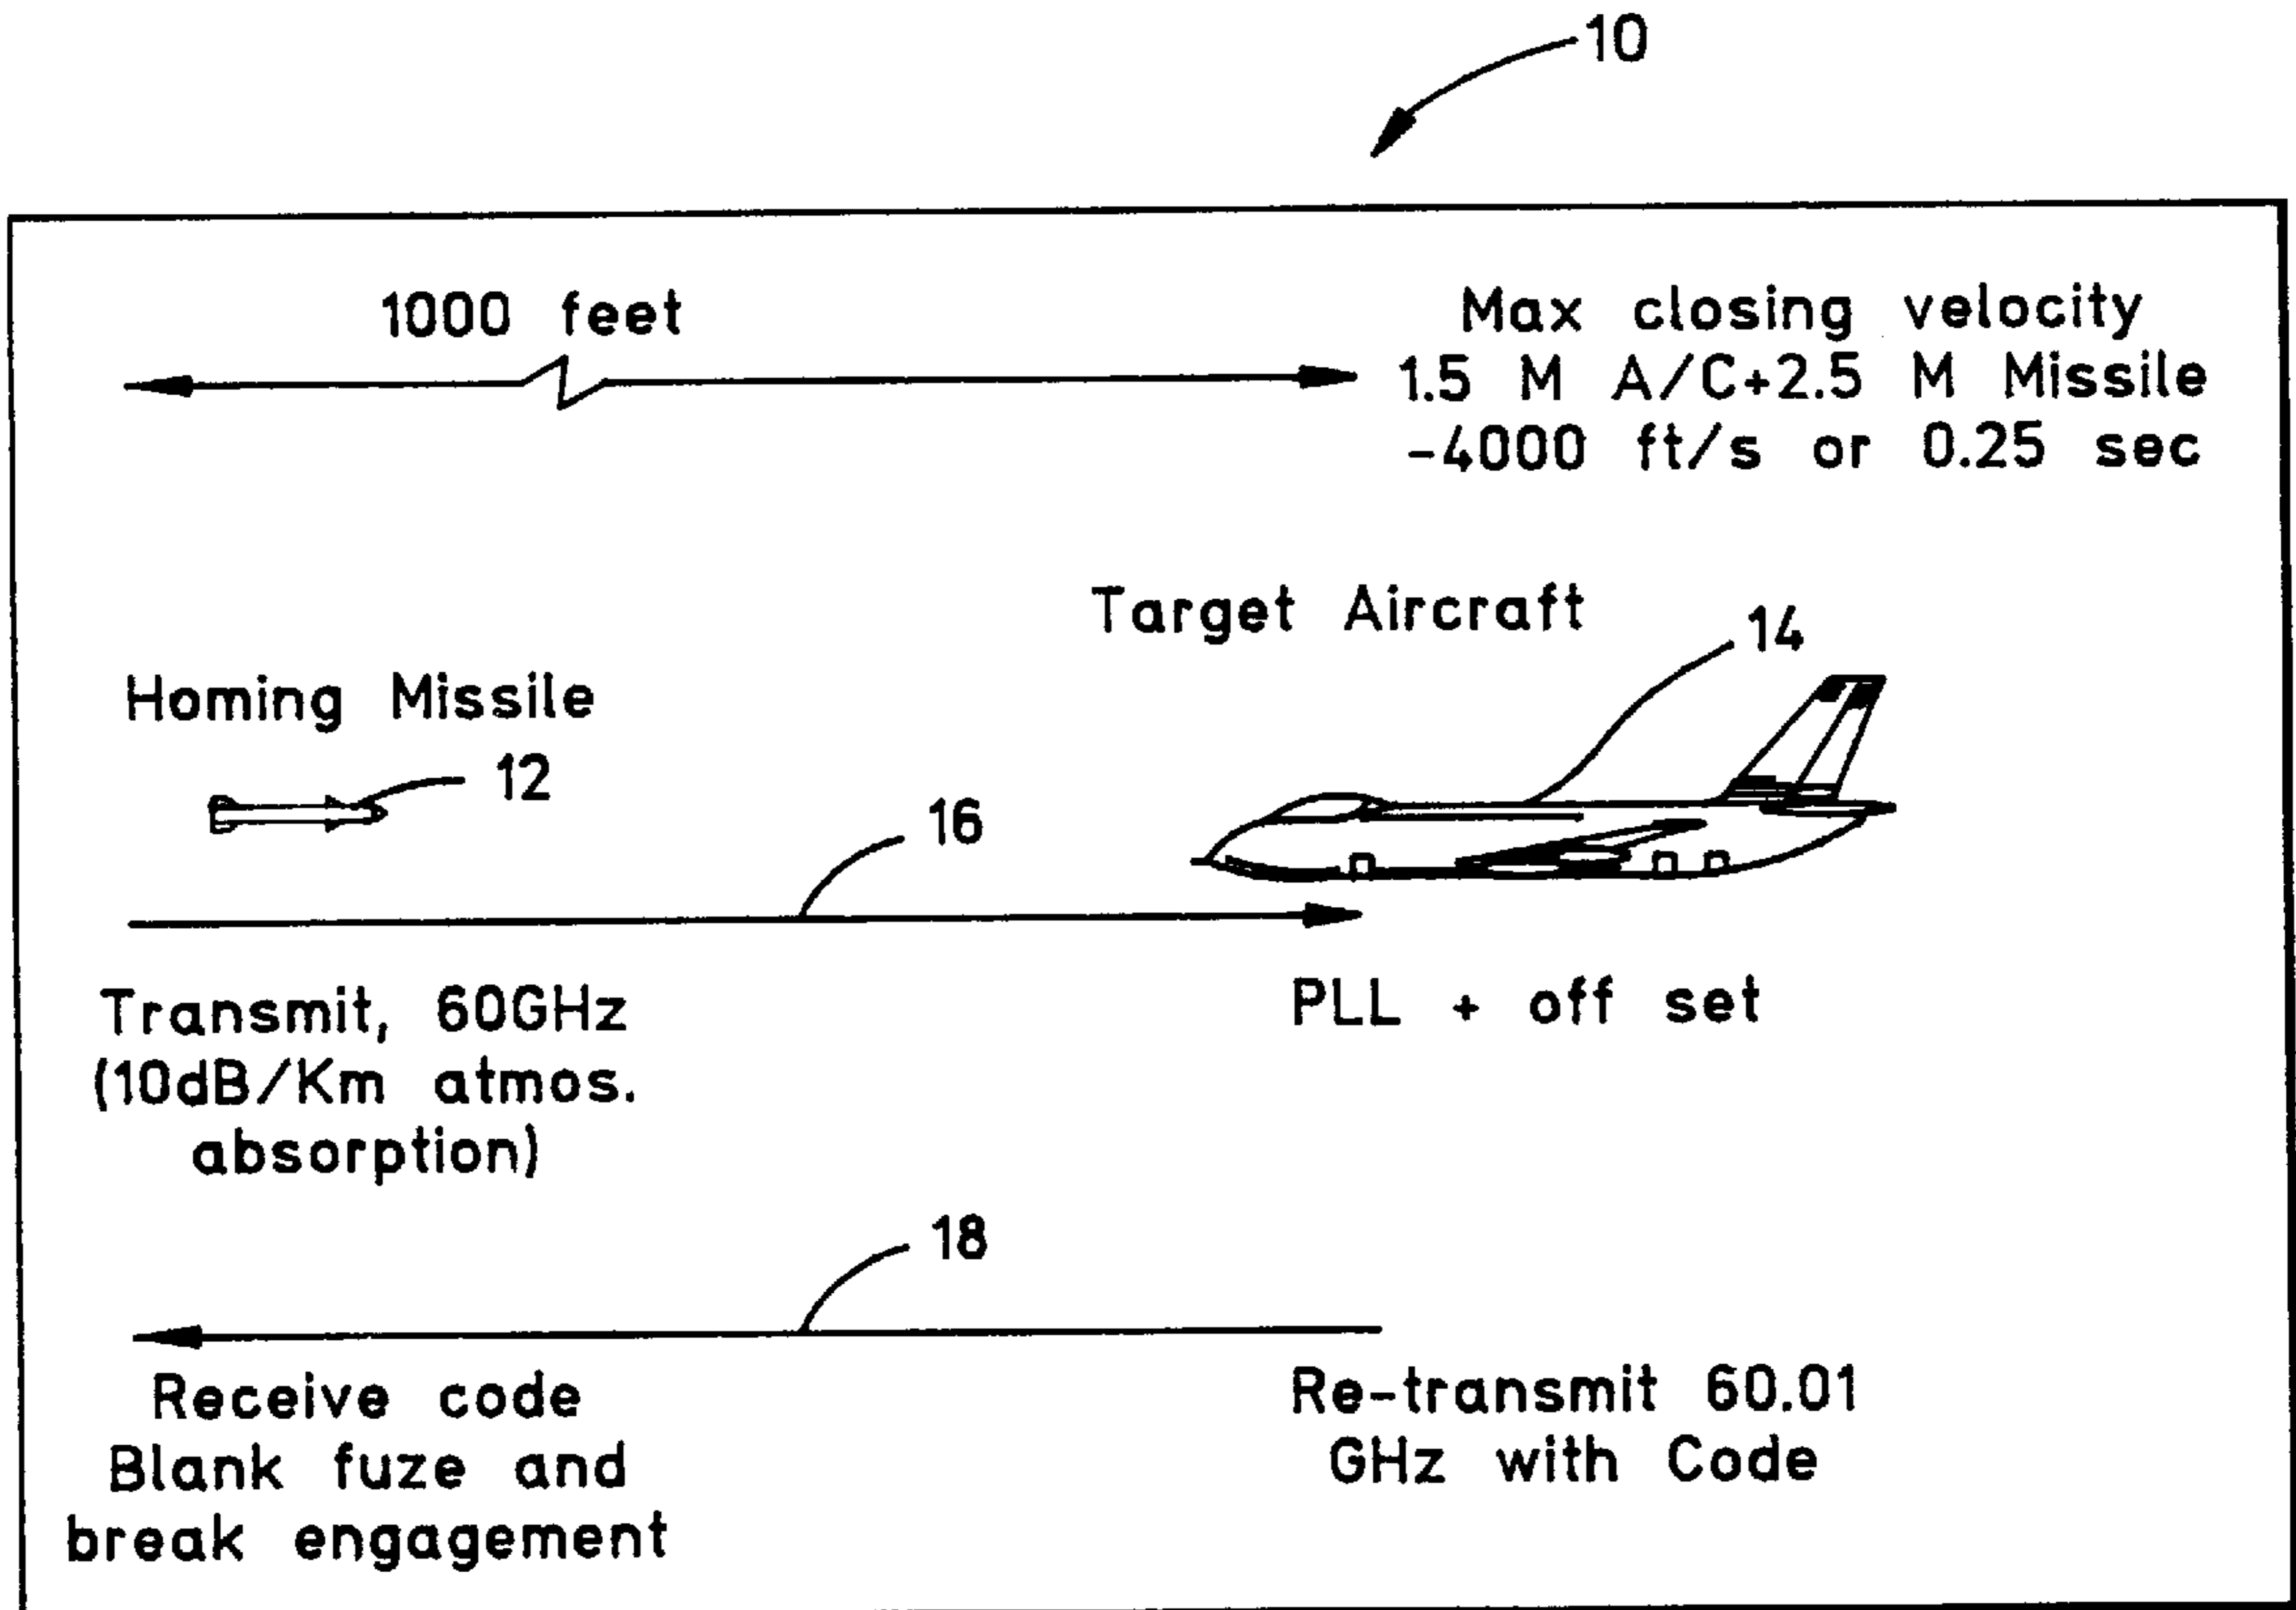 10
1000 feet
Max closing velocity
1.5 M A/C+2.5 M Missile
-4000 ft/s or 0.25 sec
Target Aircraft
14
Homing Missile
12
16
Transmit, 60GHz
(10dB/Km atmos.
absorption)
PLL + off set
18
Receive code
Blank fuze and
break engagement
Re-transmit 60.01
GHz with Code